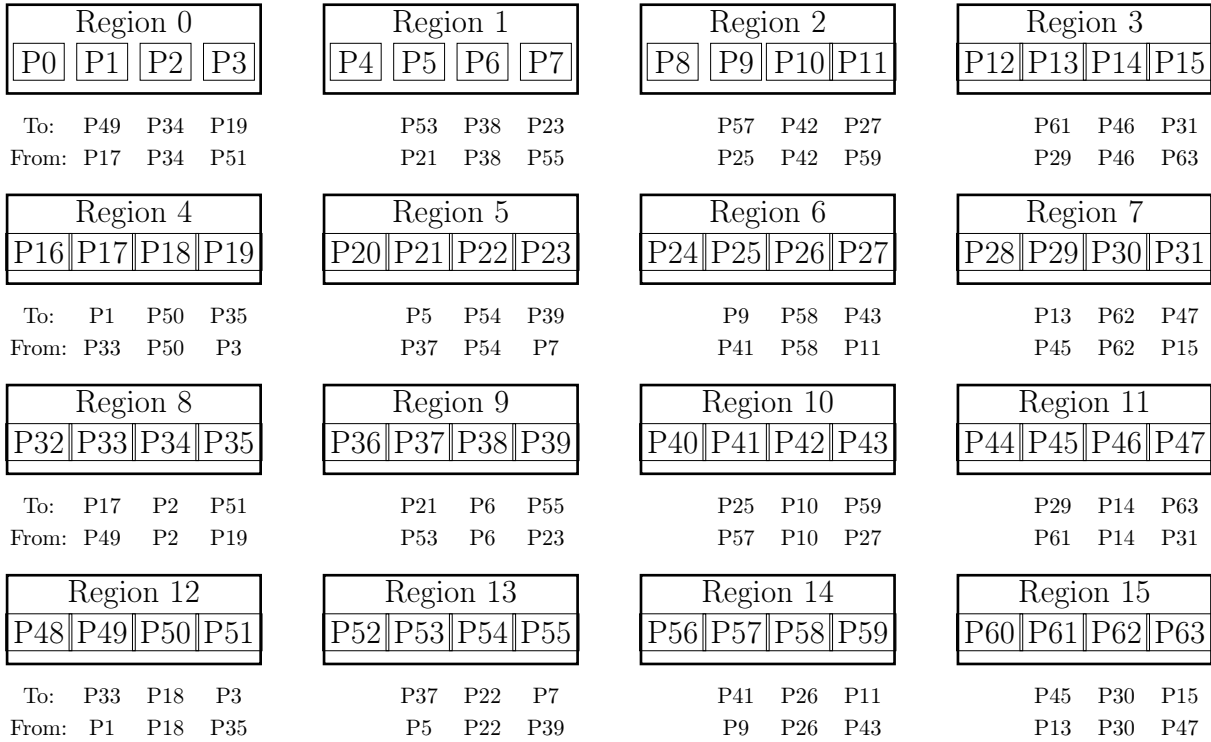 Region 0 Region 1 Region 2 Region 3
P0 P1 P2 P3 P4 P5 P6 P7 P8 P9 P10 P11 P12 P13 P14 P15
To: P49 P34 P19 P53 P38 P23 P57 P42 P27 P61 P46 P31
From: P17 P34 P51 P21 P38 P55 P25 P42 P59 P29 P46 P63
Region 4 Region 5 Region 6 Region 7
P16 P17 P18 P19 P20 P21 P22 P23 P24 P25 P26 P27 P28 P29 P30 P31
To: P1 P50 P35 P5 P54 P39 P9 P58 P43 P13 P62 P47
From: P33 P50 P3 P37 P54 P7 P41 P58 P11 P45 P62 P15
Region 8 Region 9 Region 10 Region 11
P32 P33 P34 P35 P36 P37 P38 P39 P40 P41 P42 P43 P44 P45 P46 P47
To: P17 P2 P51 P21 P6 P55 P25 P10 P59 P29 P14 P63
From: P49 P2 P19 P53 P6 P23 P57 P10 P27 P61 P14 P31
Region 12 Region 13 Region 14 Region 15
P48 P49 P50 P51 P52 P53 P54 P55 P56 P57 P58 P59 P60 P61 P62 P63
To: P33 P18 P3 P37 P22 P7 P41 P26 P11 P45 P30 P15
From: P1 P18 P35 P5 P22 P39 P9 P26 P43 P13 P30 P47